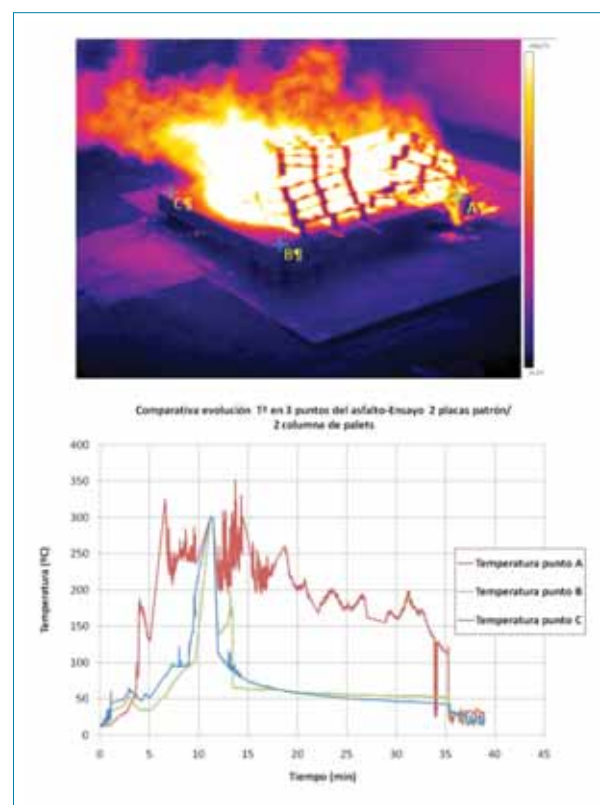 C¶
A¶
B¶
Comparativa evolución Tª en 3 puntos del asfalto-Ensayo 2 placas patrón/
2 columna de palets
400
350
300
250
200
150
100
50
0
Temperatura (ºC)
Temperatura punto A
Temperatura punto B
Temperatura punto C
0 5 10 15 20 25 30 35 40 45
Tiempo (min)